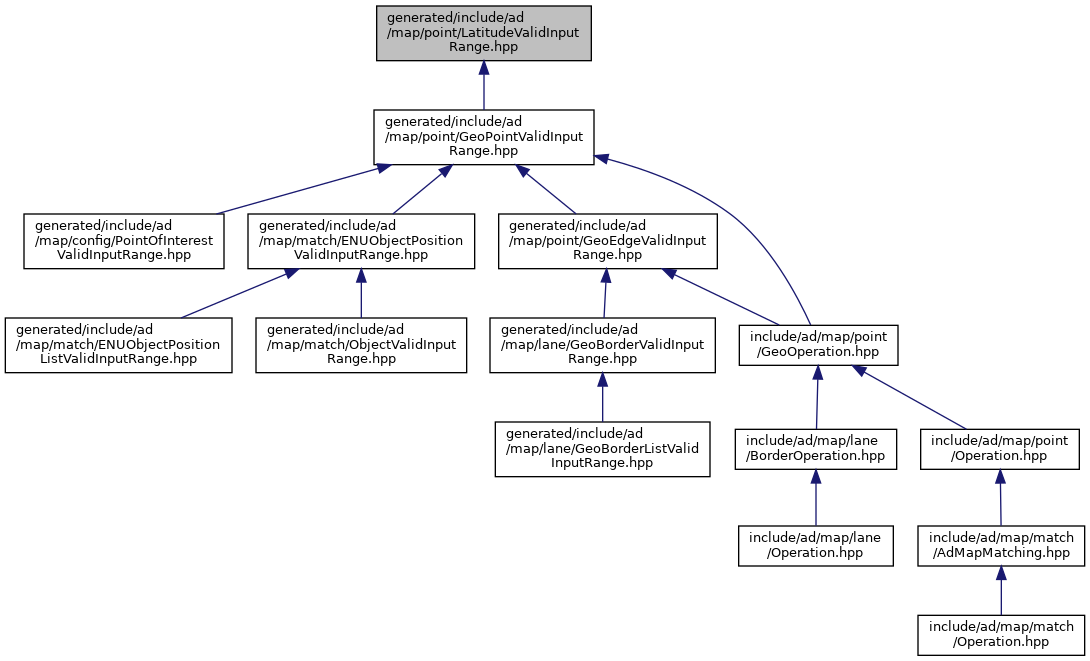 generated/include/ad
/map/point/LatitudeValidInput
Range.hpp
generated/include/ad
/map/point/GeoPointValidInput
Range.hpp
generated/include/ad
/map/config/PointOfInterest
ValidInputRange.hpp
generated/include/ad
/map/match/ENUObjectPosition
ValidInputRange.hpp
generated/include/ad
/map/point/GeoEdgeValidInput
Range.hpp
generated/include/ad
/map/match/ENUObjectPosition
ListValidInputRange.hpp
generated/include/ad
/map/match/ObjectValidInput
Range.hpp
generated/include/ad
/map/lane/GeoBorderValidInput
Range.hpp
include/ad/map/point
/GeoOperation.hpp
generated/include/ad
/map/lane/GeoBorderListValid
InputRange.hpp
include/ad/map/lane
/BorderOperation.hpp
include/ad/map/point
/Operation.hpp
include/ad/map/lane
/Operation.hpp
include/ad/map/match
/AdMapMatching.hpp
include/ad/map/match
/Operation.hpp